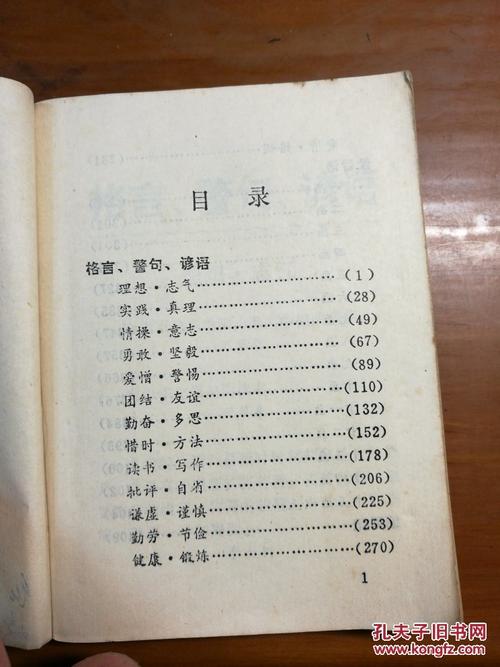 目 录
格言、警句、谚语
理想·志气……………………(1)
实践·真理……………………(28)
情操·意志……………………(49)
勇敢·坚毅……………………(67)
爱憎·警惕……………………(89)
团结·友谊……………………(110)
勤奋·多思……………………(132)
惜时·方法……………………(152)
读书·写作……………………(178)
批评·自省……………………(206)
谦虚·谨慎……………………(225)
勤劳·节俭……………………(253)
健康·锻炼……………………(270)
1
孔夫子旧书网
www.kongfz.com